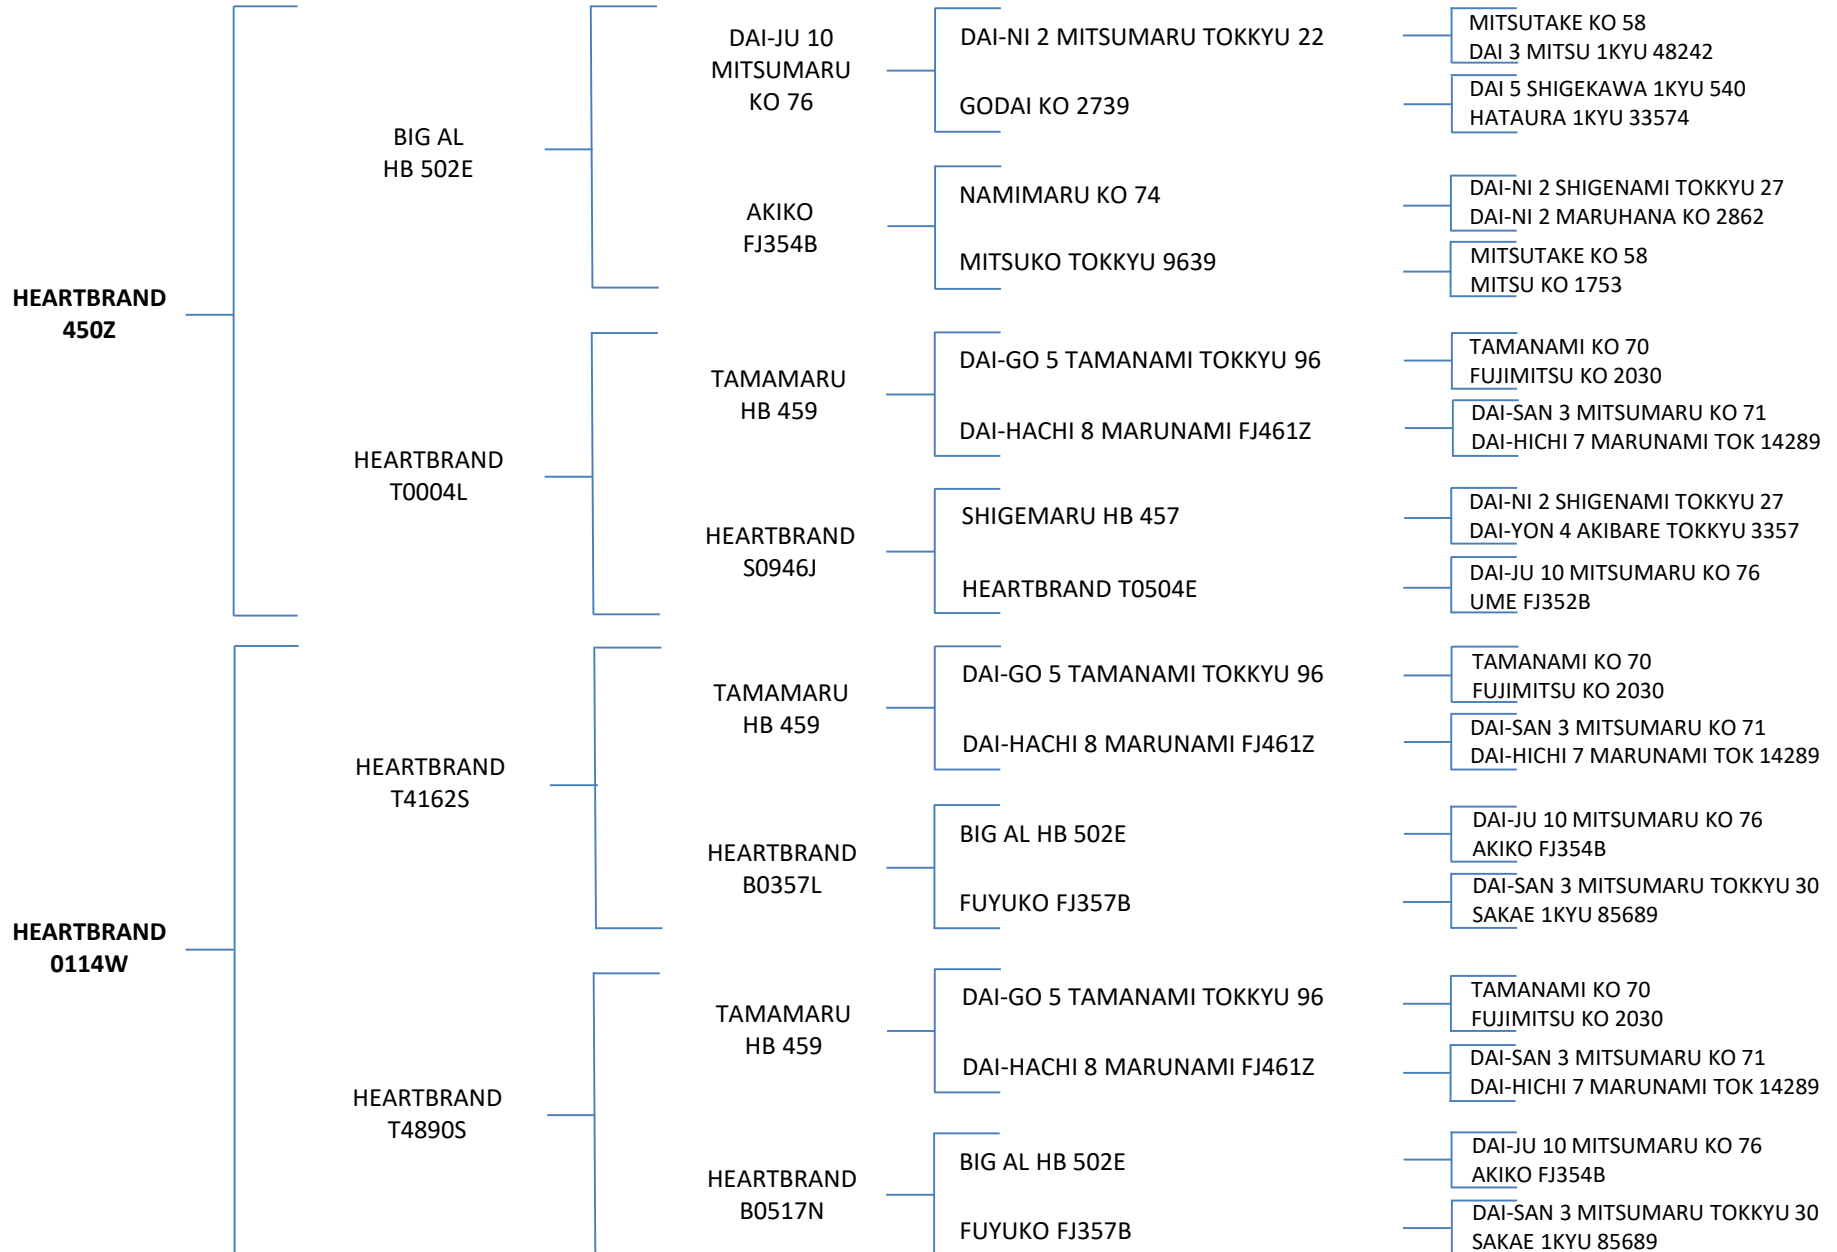 HEARTBRAND
450Z
BIG AL
HB 502E
DAI-JU 10
MITSUMARU
KO 76
DAI-NI 2 MITSUMARU TOKKYU 22
MITSUTAKE KO 58
DAI 3 MITSU 1KYU 48242
GODAI KO 2739
DAI 5 SHIGEKAWA 1KYU 540
HATAURA 1KYU 33574
AKIKO
FJ354B
NAMIMARU KO 74
DAI-NI 2 SHIGENAMI TOKKYU 27
DAI-NI 2 MARUHANA KO 2862
MITSUKO TOKKYU 9639
MITSUTAKE KO 58
MITSU KO 1753
HEARTBRAND
T0004L
TAMAMARU
HB 459
DAI-GO 5 TAMANAMI TOKKYU 96
TAMANAMI KO 70
FUJIMITSU KO 2030
DAI-HACHI 8 MARUNAMI FJ461Z
DAI-SAN 3 MITSUMARU KO 71
DAI-HICHI 7 MARUNAMI TOK 14289
HEARTBRAND
S0946J
SHIGEMARU HB 457
DAI-NI 2 SHIGENAMI TOKKYU 27
DAI-YON 4 AKIBARE TOKKYU 3357
HEARTBRAND T0504E
DAI-JU 10 MITSUMARU KO 76
UME FJ352B
HEARTBRAND
0114W
HEARTBRAND
T4162S
TAMAMARU
HB 459
DAI-GO 5 TAMANAMI TOKKYU 96
TAMANAMI KO 70
FUJIMITSU KO 2030
DAI-HACHI 8 MARUNAMI FJ461Z
DAI-SAN 3 MITSUMARU KO 71
DAI-HICHI 7 MARUNAMI TOK 14289
HEARTBRAND
B0357L
BIG AL HB 502E
DAI-JU 10 MITSUMARU KO 76
AKIKO FJ354B
FUYUKO FJ357B
DAI-SAN 3 MITSUMARU TOKKYU 30
SAKAE 1KYU 85689
HEARTBRAND
T4890S
TAMAMARU
HB 459
DAI-GO 5 TAMANAMI TOKKYU 96
TAMANAMI KO 70
FUJIMITSU KO 2030
DAI-HACHI 8 MARUNAMI FJ461Z
DAI-SAN 3 MITSUMARU KO 71
DAI-HICHI 7 MARUNAMI TOK 14289
HEARTBRAND
B0517N
BIG AL HB 502E
DAI-JU 10 MITSUMARU KO 76
AKIKO FJ354B
FUYUKO FJ357B
DAI-SAN 3 MITSUMARU TOKKYU 30
SAKAE 1KYU 85689